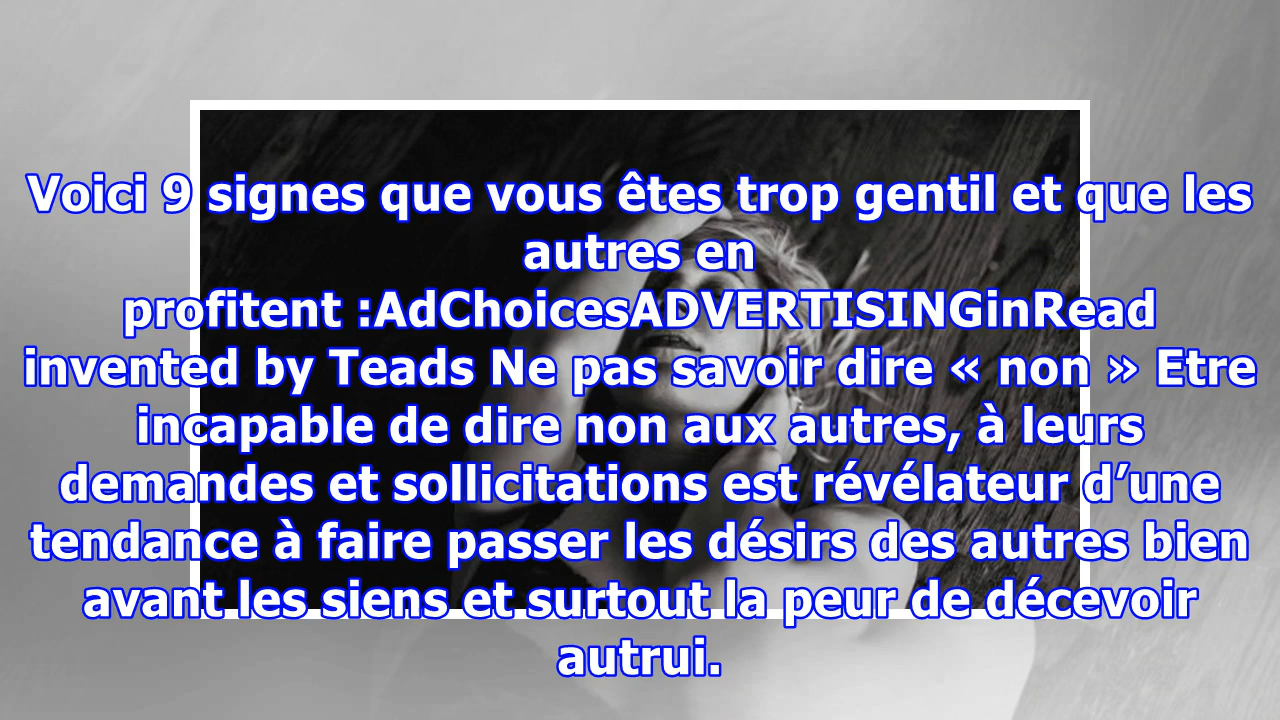 Voici 9 signes que vous êtes trop gentil et que les
autres en
profitent :AdChoicesADVERTISINGinRead
invented by Teads Ne pas savoir dire « non » Etre
incapable de dire non aux autres, à leurs
demandes et sollicitations est révélateur d’une
tendance à faire passer les désirs des autres bien
avant les siens et surtout la peur de décevoir
autrui.